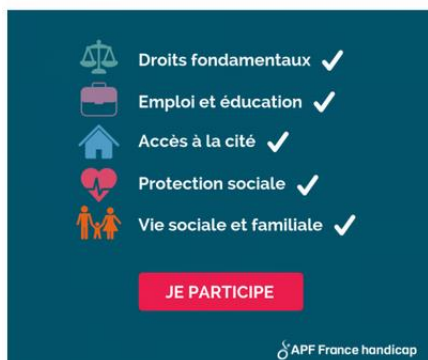 Droits fondamentaux
Emploi et éducation
Accès à la cité
Protection sociale
Vie sociale et familiale
JE PARTICIPE
APF France handicap